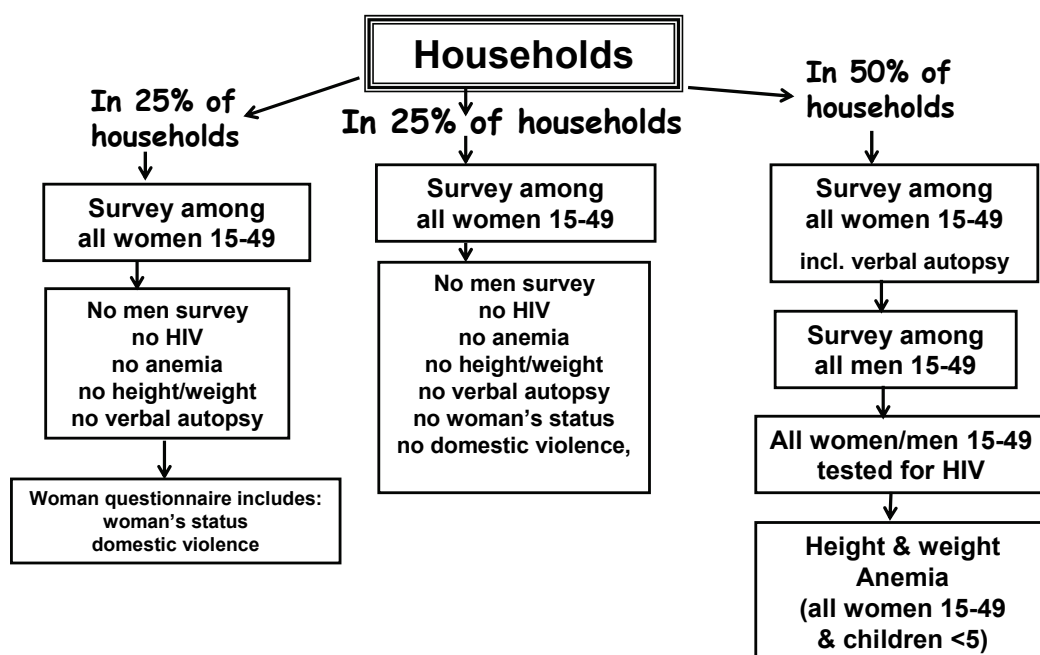 Households
In 25% of
households
Survey among
all women 15-49
No men survey
no HIV
no anemia
no height/weight
no verbal autopsy
Woman questionnaire includes:
woman’s status
domestic violence
In 25% of households
Survey among
all women 15-49
No men survey
no HIV
no anemia
no height/weight
no verbal autopsy
no woman’s status
no domestic violence,
In 50% of
households
Survey among
all women 15-49
incl. verbal autopsy
Survey among
all men 15-49
All women/men 15-49
tested for HIV
Height & weight
Anemia
(all women 15-49
& children <5)